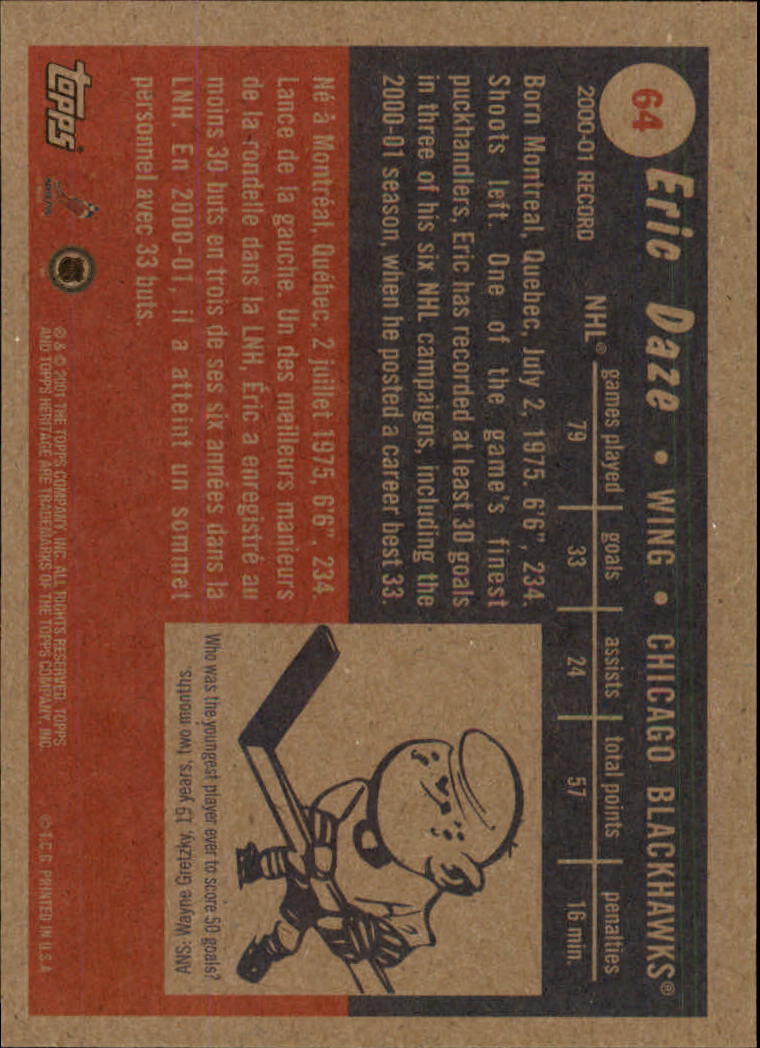 64
Eric Daze • WING • CHICAGO BLACKHAWKS®
2000-01 RECORD
games played goals assists total points penalties
NHL® 79 33 24 57 16 min.
Born Montreal, Quebec, July 2, 1975. 6'6", 234.
Shoots left. One of the game's finest
puckhandlers, Eric has recorded at least 30 goals
in three of his six NHL campaigns, including the
2000-01 season, when he posted a career best 33.
Né à Montréal, Québec, 2 juillet 1975, 6'6", 234
Lance de la gauche. Un des meilleurs manieurs
de la rondelle dans la LNH, Éric a enregistré au
moins 30 buts en trois de ses six années dans la
LNH. En 2000-01, il a atteint un sommet
personnel avec 33 buts.
Who was the youngest player ever to score 50 goals?
ANS: Wayne Gretzky, 19 years, two months.
topps®
® & © 2001 THE TOPPS COMPANY, INC. ALL RIGHTS RESERVED. TOPPS
AND TOPPS HERITAGE ARE TRADEMARKS OF THE TOPPS COMPANY, INC.
© T.C.G. PRINTED IN U.S.A